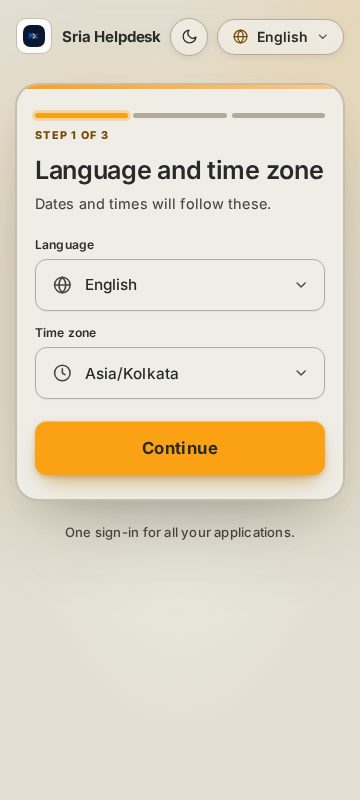 Sria Helpdesk
English
STEP 1 OF 3
Language and time zone
Dates and times will follow these.
Language
English
Time zone
Asia/Kolkata
Continue
One sign-in for all your applications.